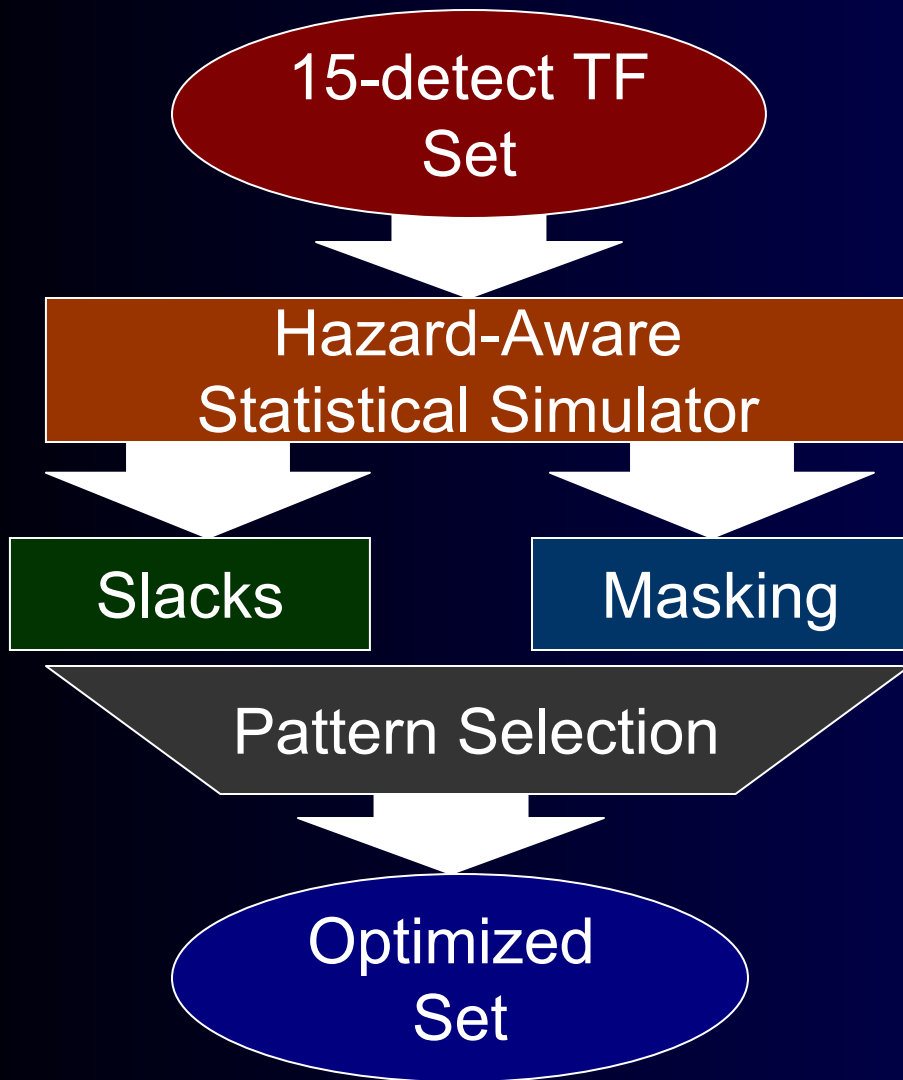 15-detect TF
Set
Hazard-Aware
Statistical Simulator
Slacks
Masking
Pattern Selection
Optimized
Set